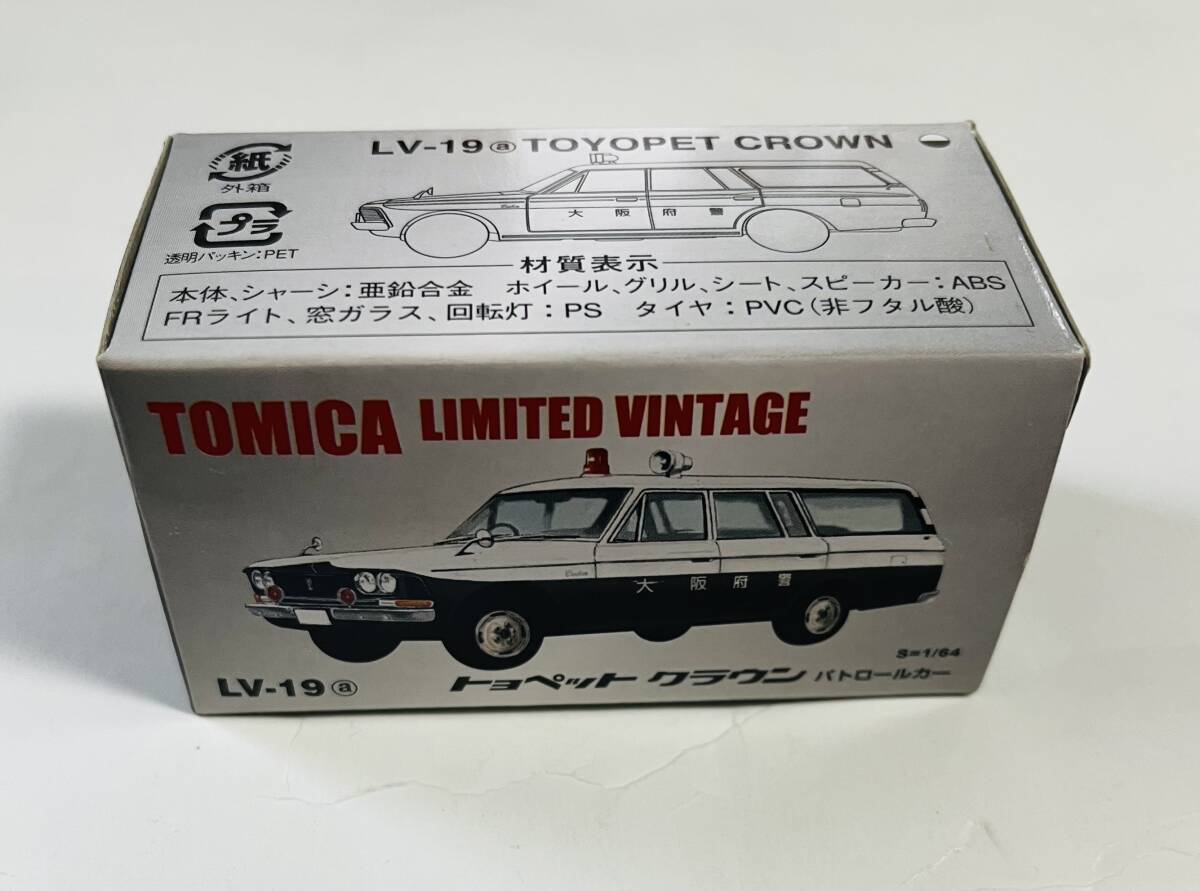 LV-19 ⓐ TOYOPET CROWN
紙
外箱
プラ
透明パッキン:PET
大阪府警
材質表示
本体、シャーシ:亜鉛合金 ホイール、グリル、シート、スピーカー:ABS
FRライト、窓ガラス、回転灯:PS タイヤ:PVC(非フタル酸)
TOMICA LIMITED VINTAGE
大阪府警
S=1/64
LV-19 ⓐ トヨペット クラウン パトロールカー